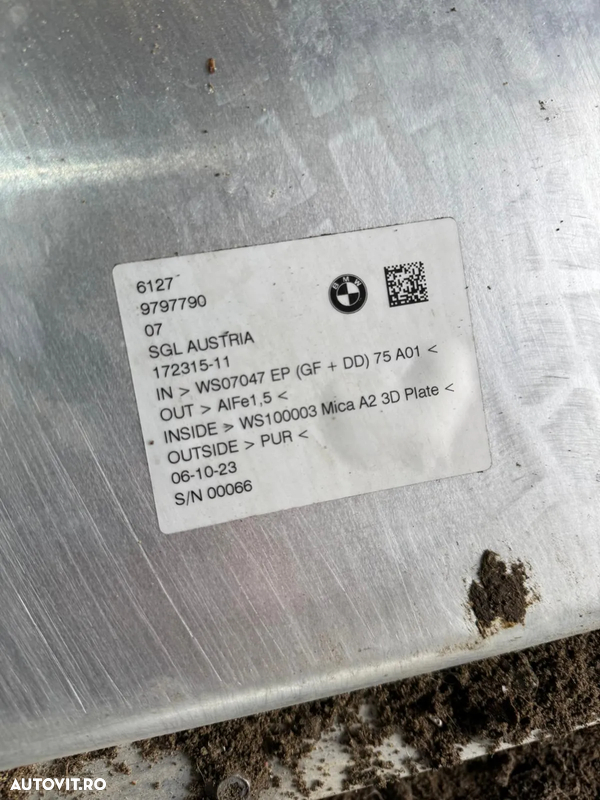 6127
9797790
07
SGL AUSTRIA
172315-11
IN > WS07047 EP (GF + DD) 75 A01 <
OUT > AlFe1,5 <
INSIDE > WS100003 Mica A2 3D Plate <
OUTSIDE > PUR <
06-10-23
S/N 00066
BMW
AUTOVIT.RO